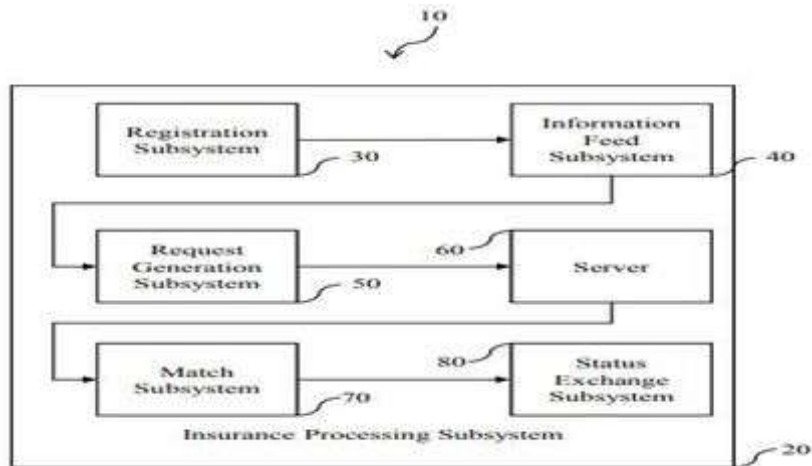 10
Registration
Subsystem
30
Information
Feed
Subsystem
40
Request
Generation
Subsystem
50
60
Server
Match
Subsystem
70
80
Status
Exchange
Subsystem
Insurance Processing Subsystem
20